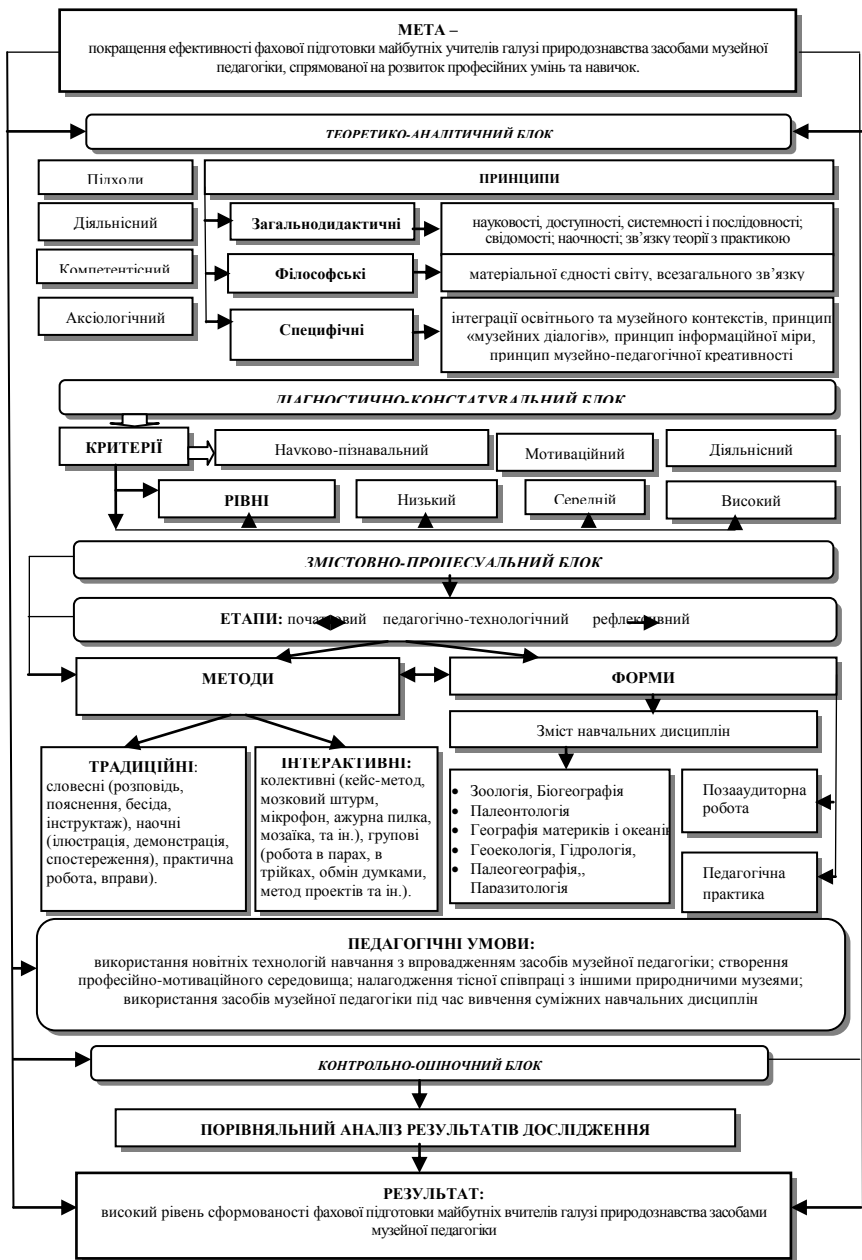 МЕТА –
покращення ефективності фахової підготовки майбутніх учителів галузі природознавства засобами музейної
педагогіки, спрямованої на розвиток професійних умінь та навичок.
ТЕОРЕТИКО-АНАЛІТИЧНИЙ БЛОК
Підходи
ПРИНЦИПИ
Діяльнісний
Загальнодидактичні
науковості, доступності, системності і послідовності;
свідомості; наочності; зв’язку теорії з практикою
Компетентісний
Філософські
матеріальної єдності світу, всезагального зв’язку
Аксіологічний
Специфічні
інтеграції освітнього та музейного контекстів, принцип
«музейних діалогів», принцип інформаційної міри,
принцип музейно-педагогічної креативності
ДІАГНОСТИЧНО-КОНСТАТУВАЛЬНИЙ БЛОК
КРИТЕРІЇ
Науково-пізнавальний
Мотиваційний
Діяльнісний
РІВНІ
Низький
Середній
Високий
ЗМІСТОВНО-ПРОЦЕСУАЛЬНИЙ БЛОК
ЕТАПИ: початковий педагогічно-технологічний рефлексивний
МЕТОДИ
ФОРМИ
Зміст навчальних дисциплін
ТРАДИЦІЙНІ:
словесні (розповідь,
пояснення, бесіда,
інструктаж), наочні
(ілюстрація, демонстрація,
спостереження), практична
робота, вправи).
ІНТЕРАКТИВНІ:
колективні (кейс-метод,
мозковий штурм,
мікрофон, ажурна пилка,
мозаїка, та ін.), групові
(робота в парах, в
трійках, обмін думками,
метод проектів та ін.).
• Зоологія, Біогеографія
• Палеонтологія
• Географія материків і океанів
• Геоекологія, Гідрологія,
• Палеогеографія,,
Паразитологія
Позааудиторна
робота
Педагогічна
практика
ПЕДАГОГІЧНІ УМОВИ:
використання новітніх технологій навчання з впровадженням засобів музейної педагогіки; створення
професійно-мотиваційного середовища; налагодження тісної співпраці з іншими природничими музеями;
використання засобів музейної педагогіки під час вивчення суміжних навчальних дисциплін
КОНТРОЛЬНО-ОЦІНОЧНИЙ БЛОК
ПОРІВНЯЛЬНИЙ АНАЛІЗ РЕЗУЛЬТАТІВ ДОСЛІДЖЕННЯ
РЕЗУЛЬТАТ:
високий рівень сформованості фахової підготовки майбутніх вчителів галузі природознавства засобами
музейної педагогіки